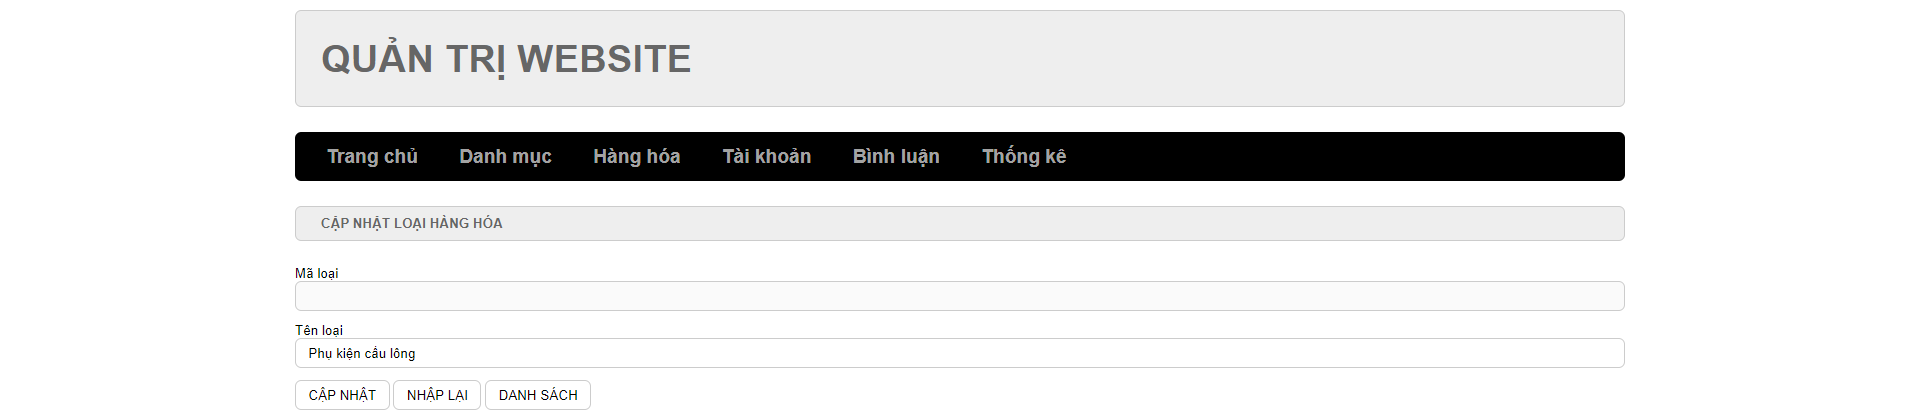 QUẢN TRỊ WEBSITE
Trang chủ Danh mục Hàng hóa Tài khoản Bình luận Thống kê
CẬP NHẬT LOẠI HÀNG HÓA
Mã loại
Tên loại
Phụ kiện cầu lông
CẬP NHẬT NHẬP LẠI DANH SÁCH